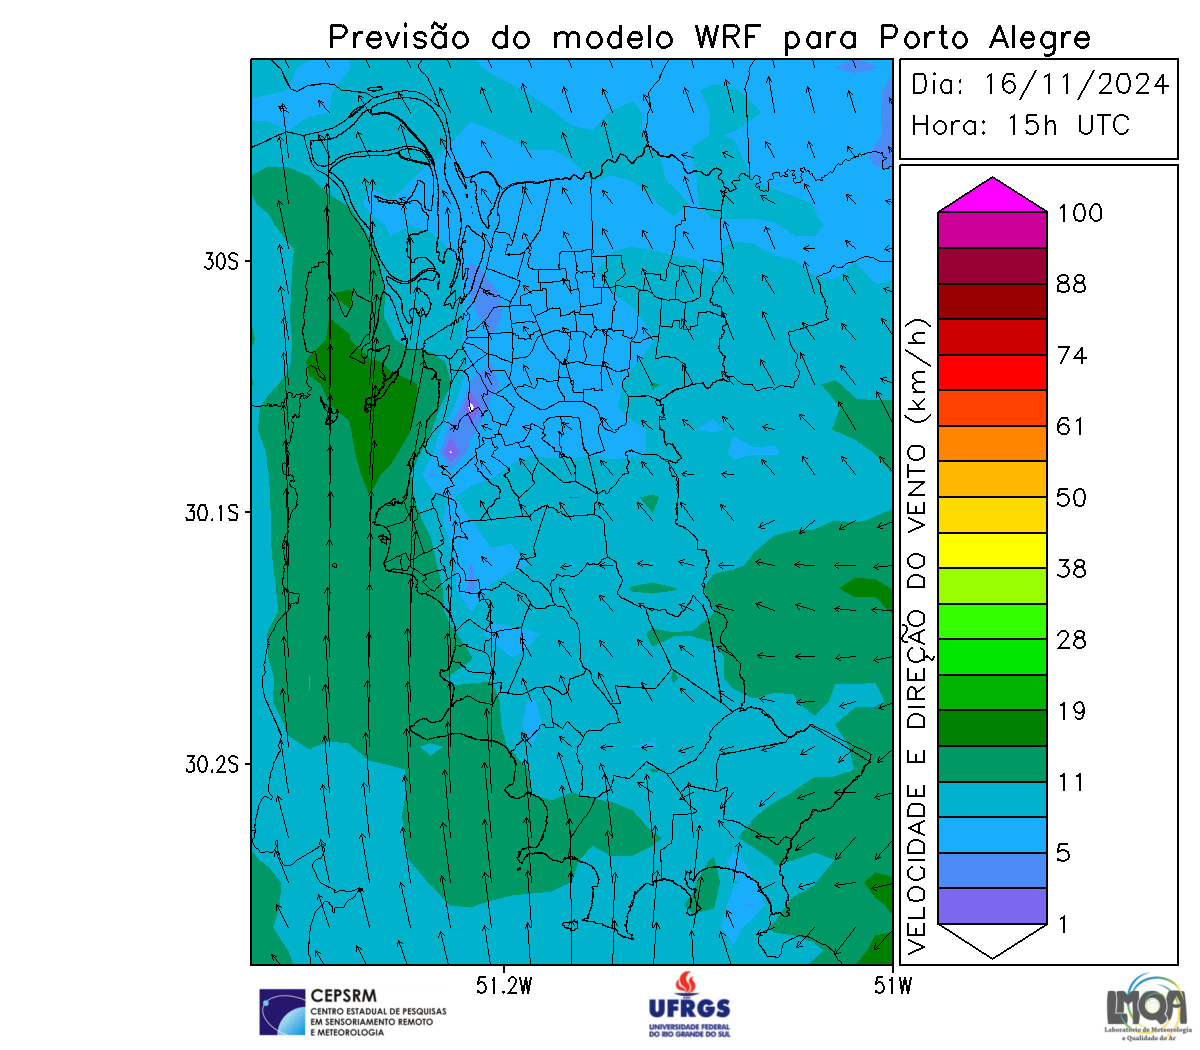 Previsão do modelo WRF para Porto Alegre
Dia: 16/11/2024
Hora: 15h UTC
30S
30.1S
30.2S
51.2W
51W
VELOCIDADE E DIREÇÃO DO VENTO (km/h)
100
88
74
61
50
38
28
19
11
5
1
CEPSRM
CENTRO ESTADUAL DE PESQUISAS
EM SENSORIAMENTO REMOTO
E METEOROLOGIA
UFRGS
UNIVERSIDADE FEDERAL
DO RIO GRANDE DO SUL
LMQA
Laboratório de Meteorologia
e Qualidade do Ar